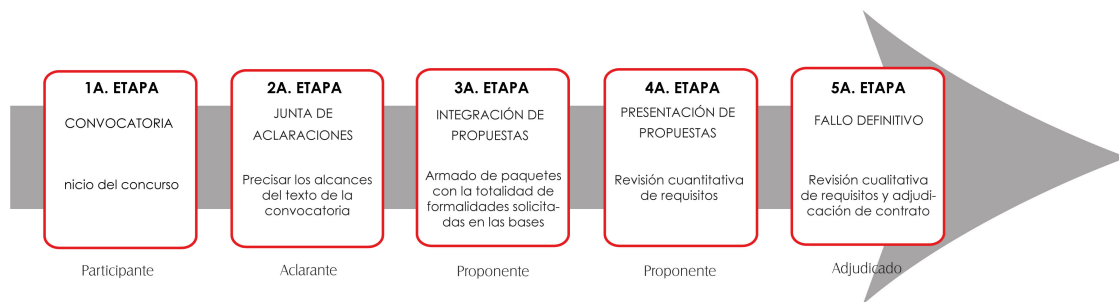 1A. ETAPA
CONVOCATORIA
nicio del concurso
Participante
2A. ETAPA
JUNTA DE
ACLARACIONES
Precisar los alcances
del texto de la
convocatoria
Aclarante
3A. ETAPA
INTEGRACIÓN DE
PROPUESTAS
Armado de paquetes
con la totalidad de
formalidades solicita-
das en las bases
Proponente
4A. ETAPA
PRESENTACIÓN DE
PROPUESTAS
Revisión cuantitativa
de requisitos
Proponente
5A. ETAPA
FALLO DEFINITIVO
Revisión cualitativa
de requisitos y adjudi-
cación de contrato
Adjudicado